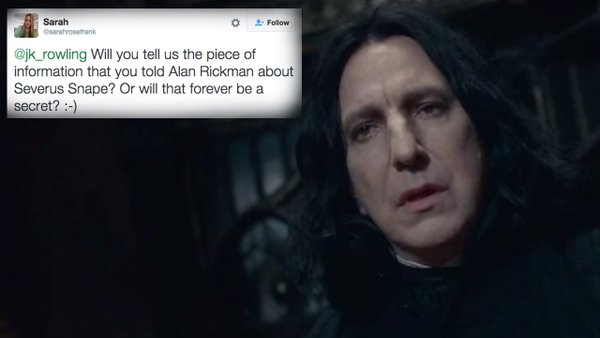 Sarah
@sarahrosefrank
Follow
@jk_rowling Will you tell us the piece of
information that you told Alan Rickman about
Severus Snape? Or will that forever be a
secret? :-)